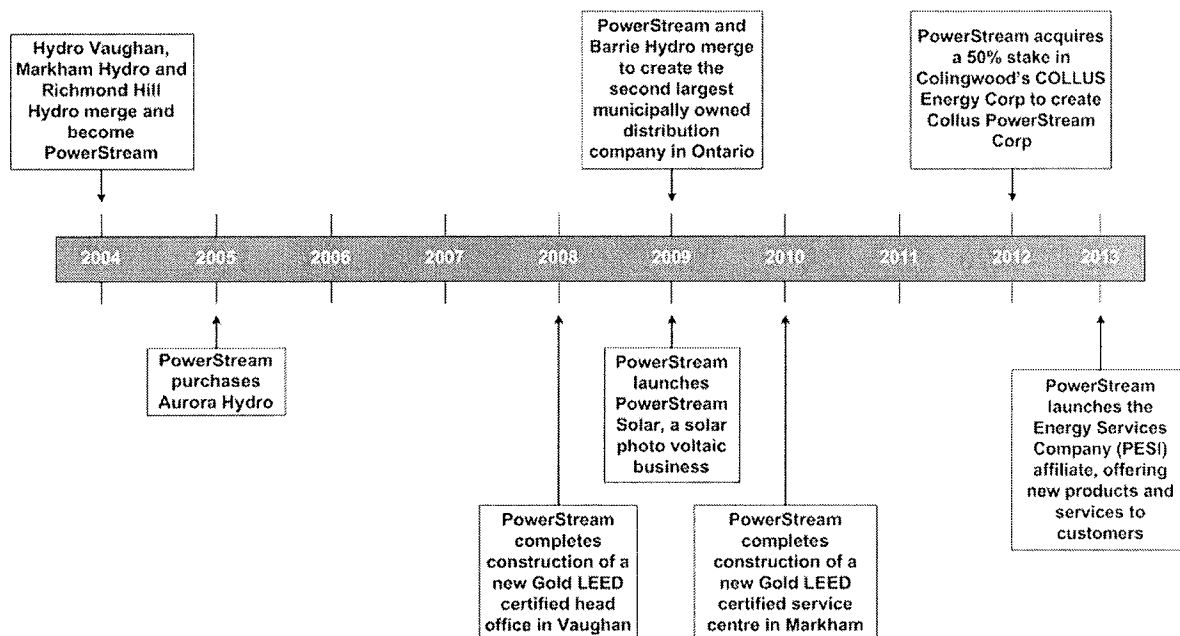 Hydro Vaughan,
Markham Hydro and
Richmond Hill
Hydro merge and
become
PowerStream
PowerStream and
Barrie Hydro merge
to create the
second largest
municipally owned
distribution
company in Ontario
PowerStream acquires
a 50% stake in
Colingwood's COLLUS
Energy Corp to create
Collus PowerStream
Corp
2004 2005 2006 2007 2008 2009 2010 2011 2012 2013
PowerStream
purchases
Aurora Hydro
PowerStream
completes
construction of a
new Gold LEED
certified head
office in Vaughan
PowerStream
launches
PowerStream
Solar, a solar
photo voltaic
business
PowerStream
completes
construction of a
new Gold LEED
certified service
centre in Markham
PowerStream
launches the
Energy Services
Company (PESI)
affiliate, offering
new products and
services to
customers